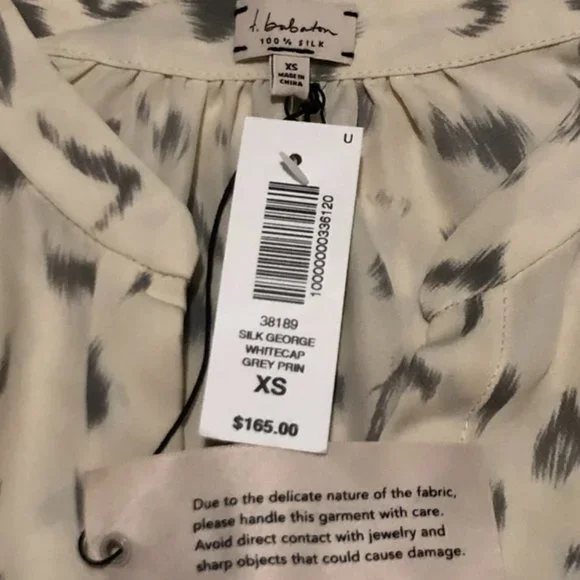 t. babaton
100% SILK
XS
MADE IN
CHINA
U
10000000336120
38189
SILK GEORGE
WHITECAP
GREY PRIN
XS
$165.00
Due to the delicate nature of the fabric,
please handle this garment with care.
Avoid direct contact with jewelry and
sharp objects that could cause damage.